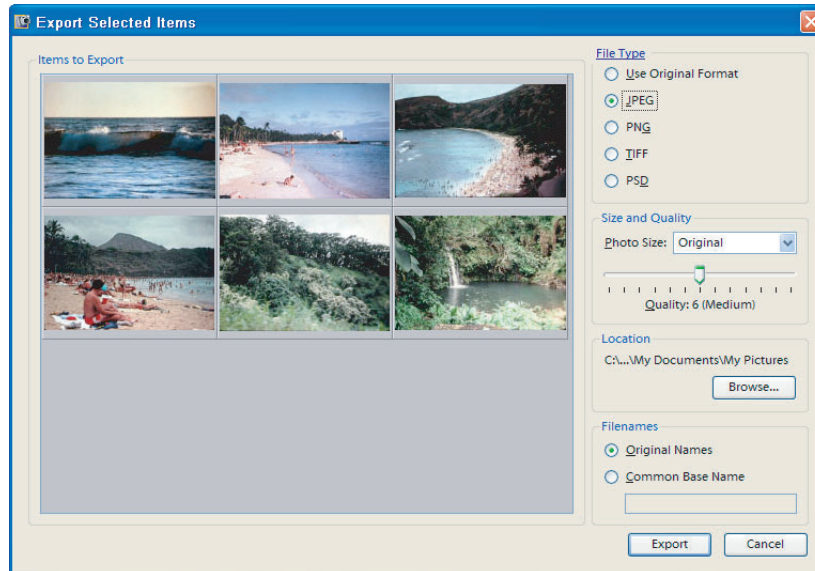 Export Selected Items
Items to Export
File Type
Use Original Format
JPEG
PNG
TIFF
PSD
Size and Quality
Photo Size: Original
Quality: 6 (Medium)
Location
C:\...\My Documents\My Pictures
Browse...
Filenames
Original Names
Common Base Name
Export Cancel